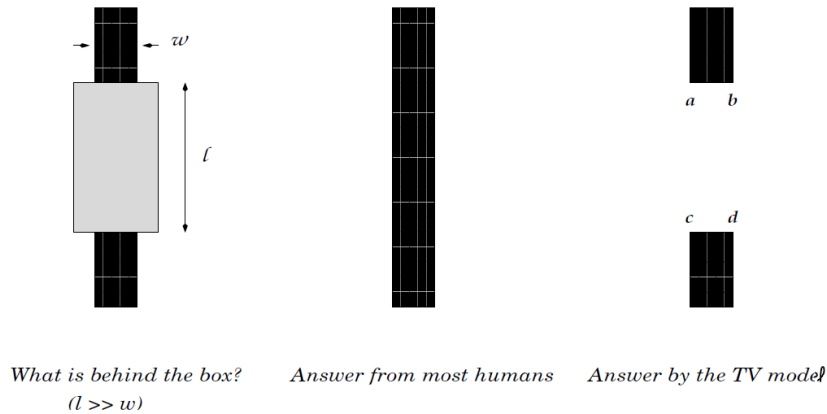 w
l
a b
c d
What is behind the box?
(l >> w)
Answer from most humans
Answer by the TV model